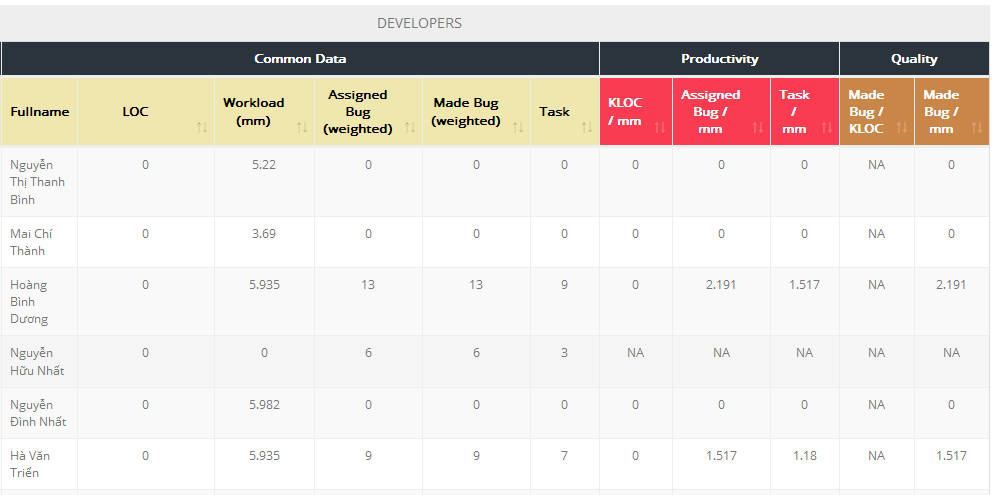 DEVELOPERS
Common Data Productivity Quality
Fullname LOC Workload (mm) Assigned Bug (weighted) Made Bug (weighted) Task KLOC / mm Assigned Bug / mm Task / mm Made Bug / KLOC Made Bug / mm
Nguyễn Thị Thanh Bình 0 5.22 0 0 0 0 0 0 NA 0
Mai Chí Thành 0 3.69 0 0 0 0 0 0 NA 0
Hoàng Bình Dương 0 5.935 13 13 9 0 2.191 1.517 NA 2.191
Nguyễn Hữu Nhất 0 0 6 6 3 NA NA NA NA NA
Nguyễn Đình Nhất 0 5.982 0 0 0 0 0 0 NA 0
Hà Văn Triển 0 5.935 9 9 7 0 1.517 1.18 NA 1.517